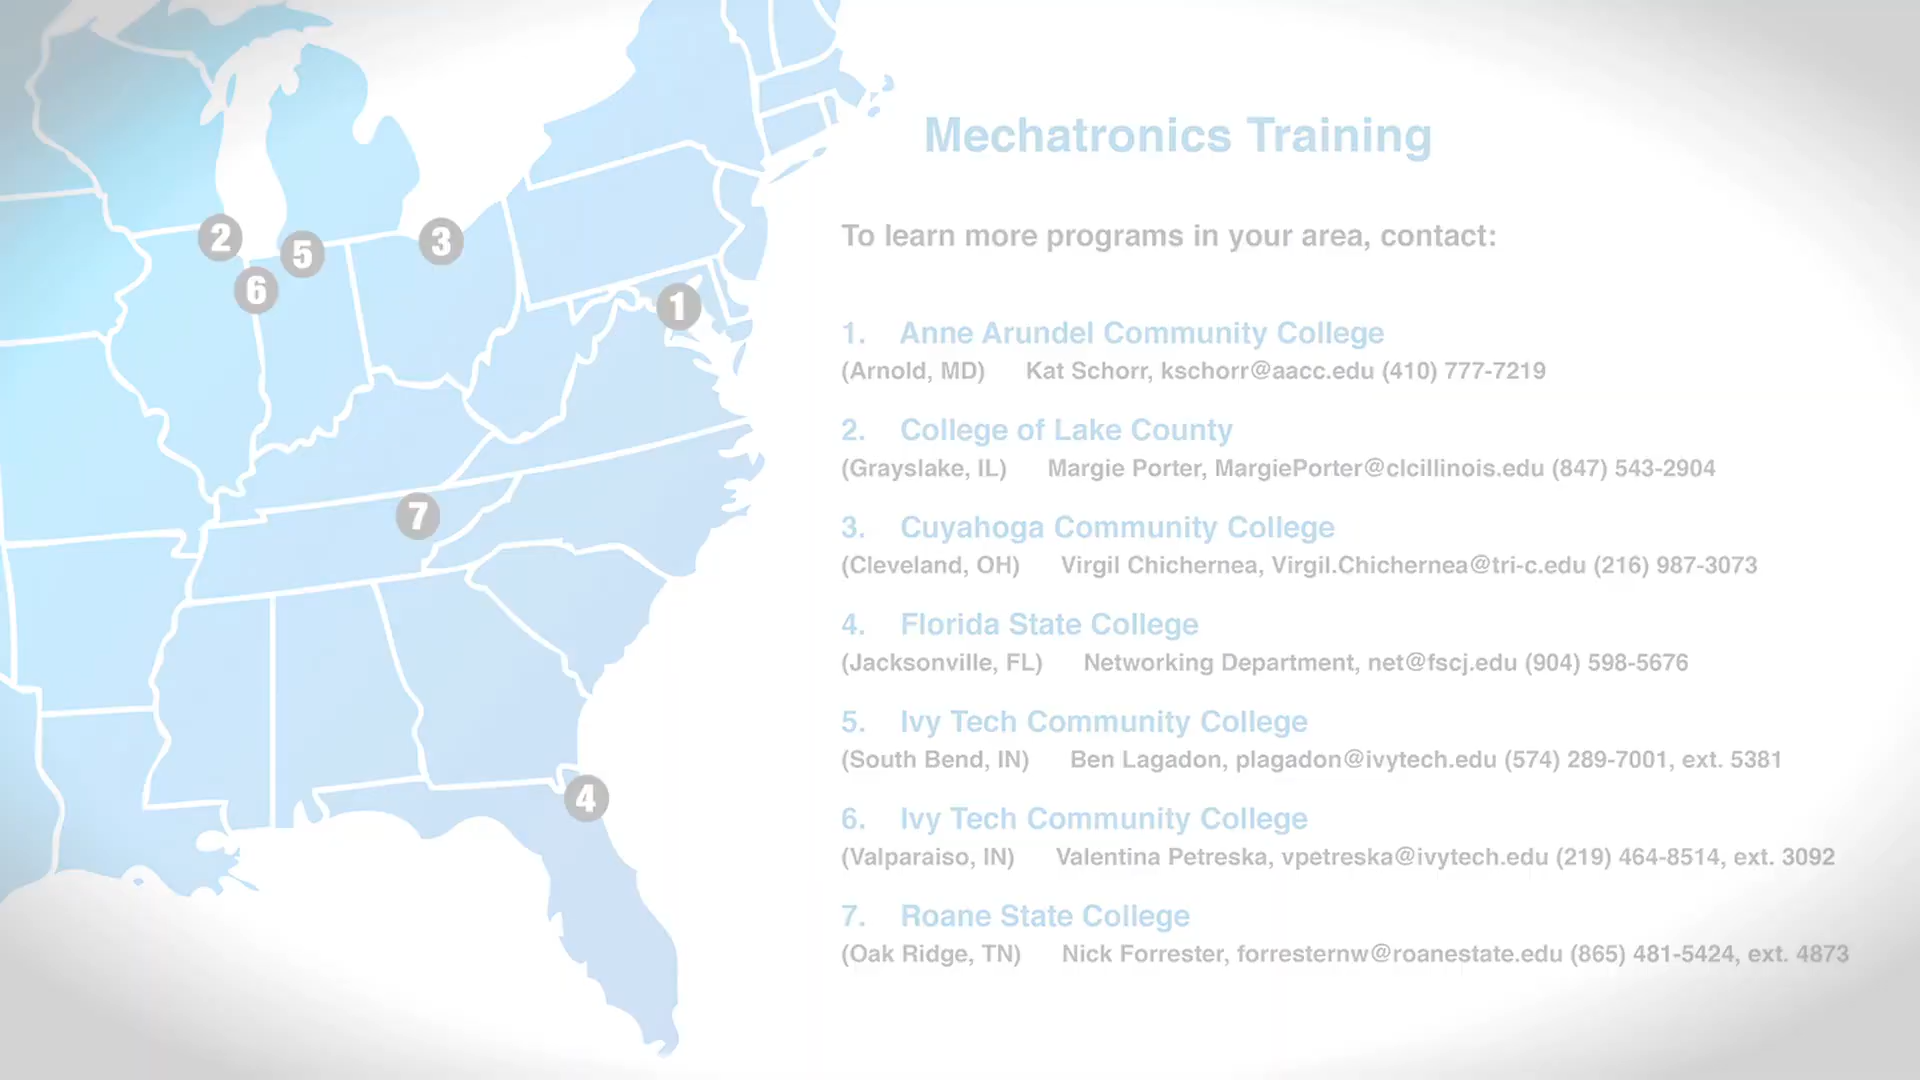 Mechatronics Training
To learn more programs in your area, contact:
1. Anne Arundel Community College
(Arnold, MD) Kat Schorr, kschorr@aacc.edu (410) 777-7219
2. College of Lake County
(Grayslake, IL) Margie Porter, MargiePorter@clcillinois.edu (847) 543-2904
3. Cuyahoga Community College
(Cleveland, OH) Virgil Chichernea, Virgil.Chichernea@tri-c.edu (216) 987-3073
4. Florida State College
(Jacksonville, FL) Networking Department, net@fscj.edu (904) 598-5676
5. Ivy Tech Community College
(South Bend, IN) Ben Lagadon, plagadon@ivytech.edu (574) 289-7001, ext. 5381
6. Ivy Tech Community College
(Valparaiso, IN) Valentina Petreska, vpetreska@ivytech.edu (219) 464-8514, ext. 3092
7. Roane State College
(Oak Ridge, TN) Nick Forrester, forresternw@roanestate.edu (865) 481-5424, ext. 4873
2
5
3
6
1
7
4